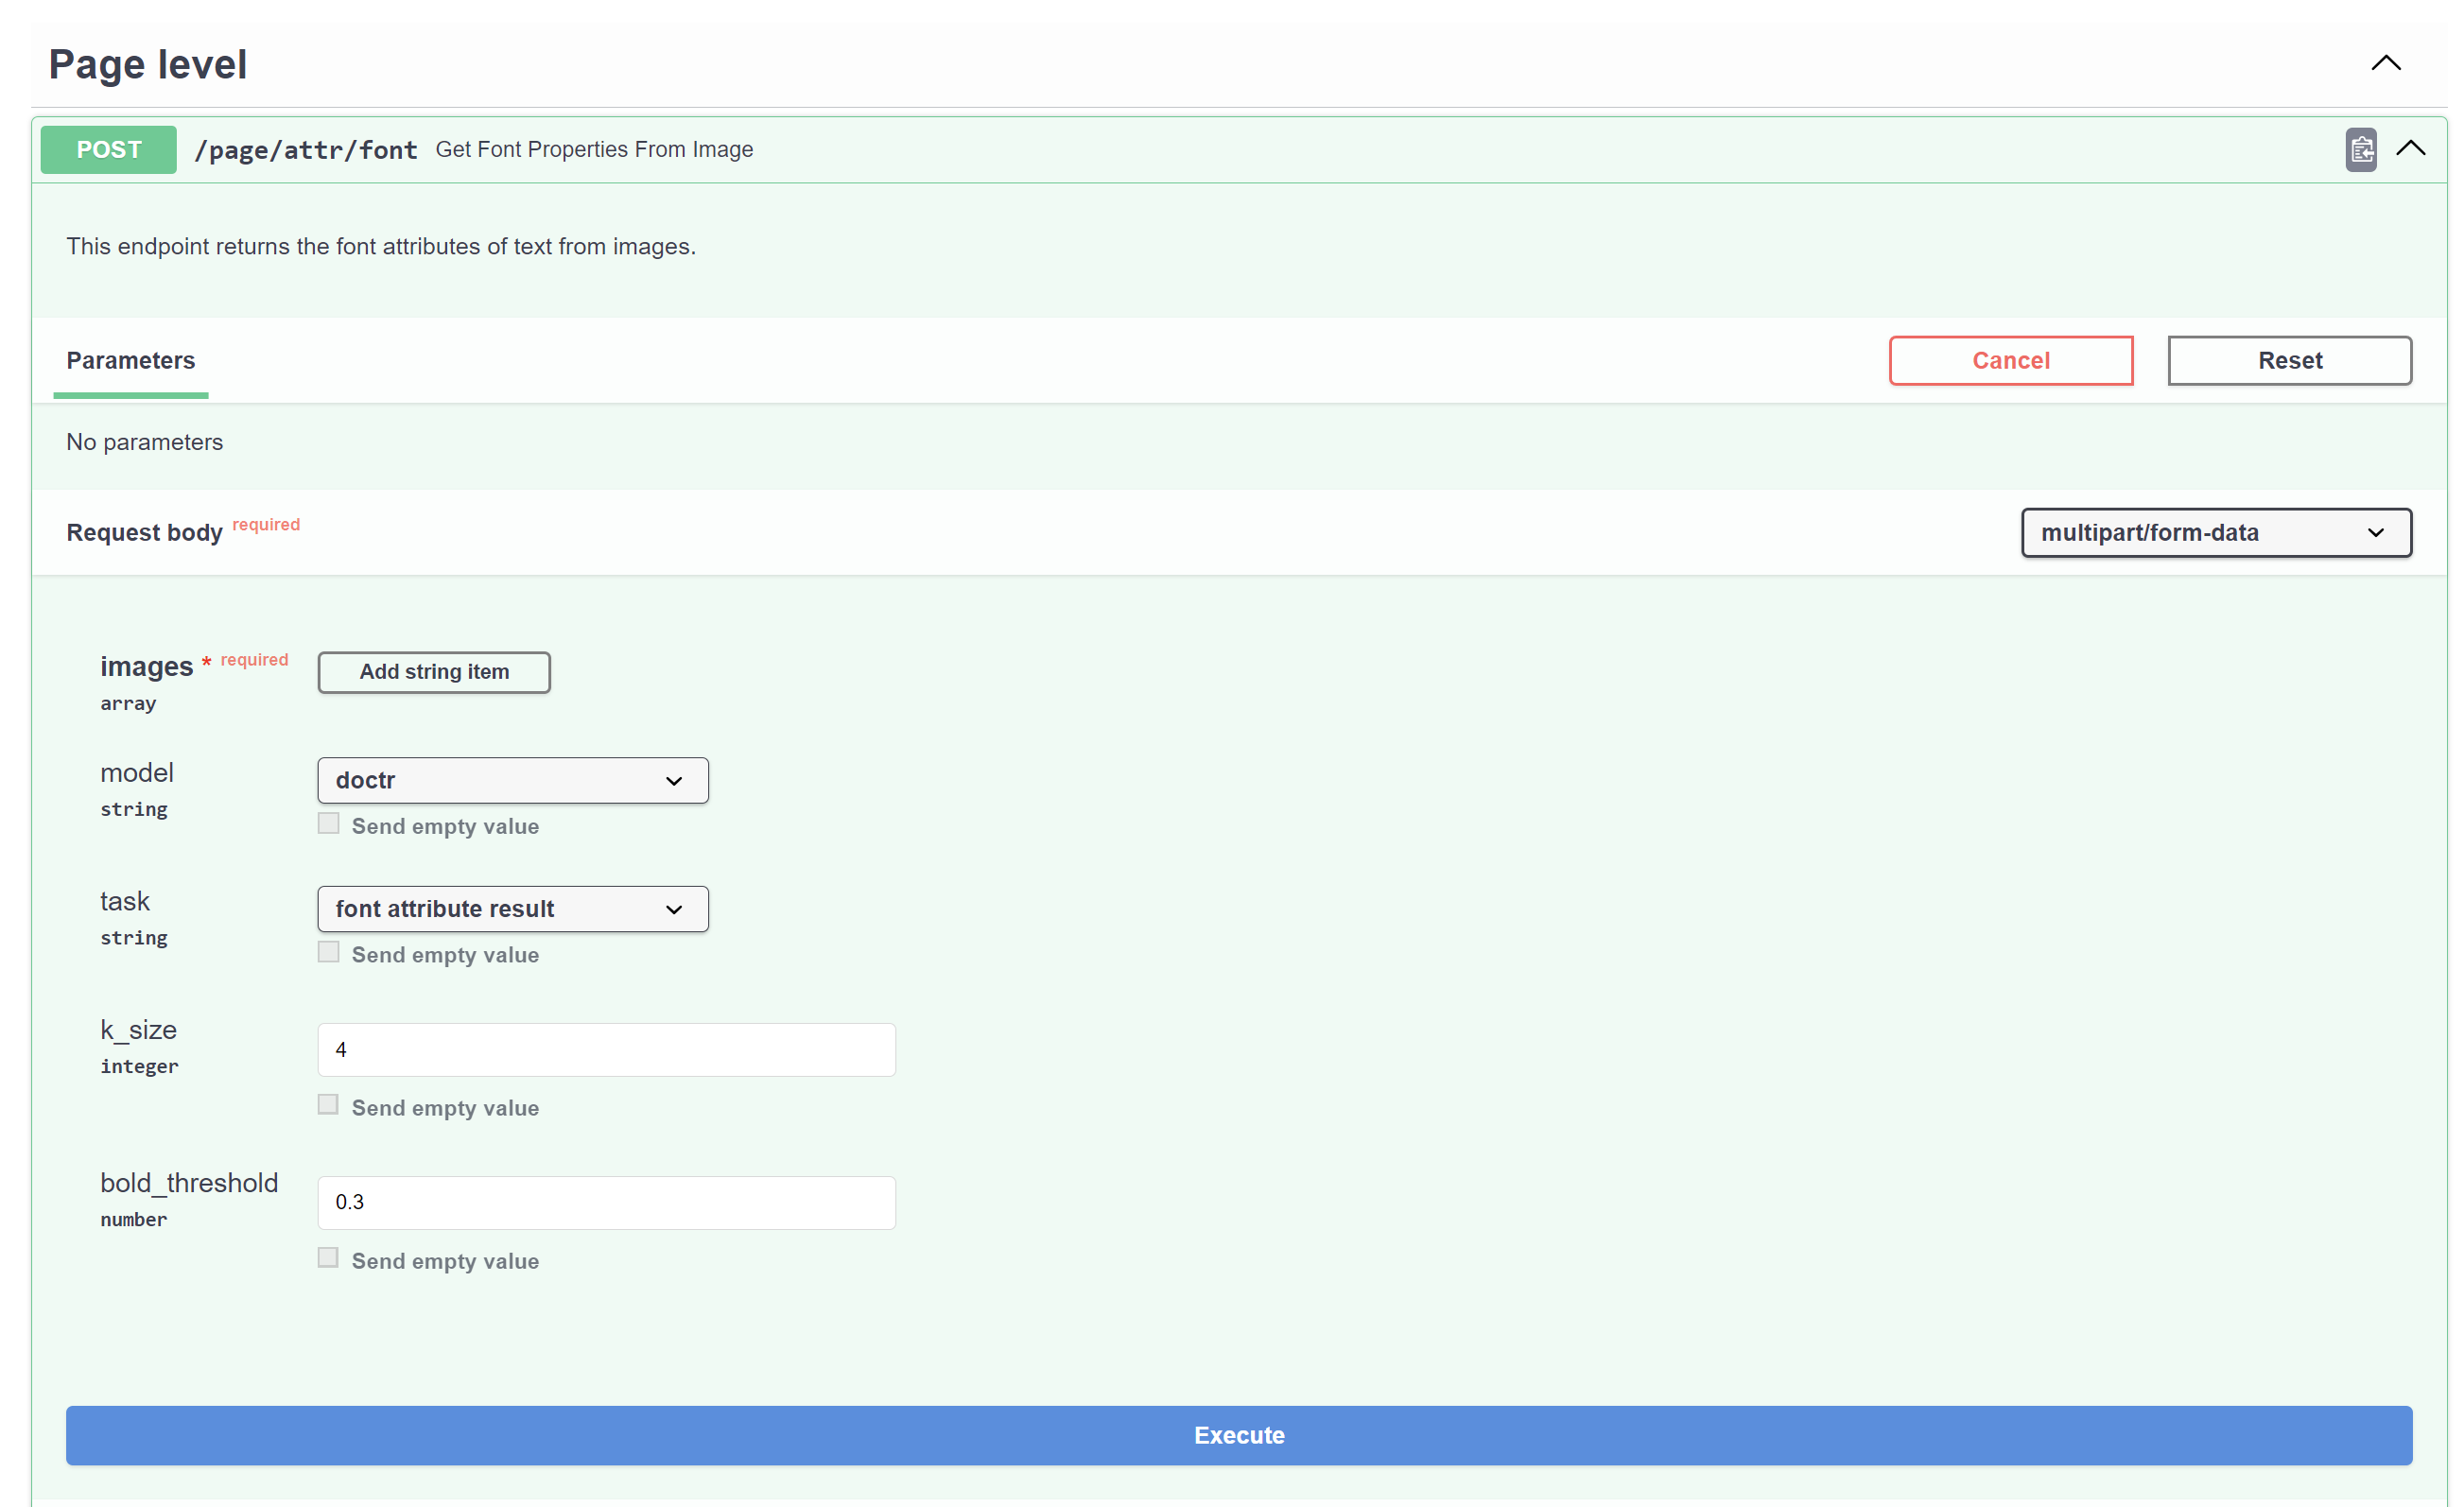 Page level
POST /page/attr/font Get Font Properties From Image
This endpoint returns the font attributes of text from images.
Parameters Cancel Reset
No parameters
Request body required multipart/form-data
images * required Add string item
array
model doctr
string
Send empty value
task font attribute result
string
Send empty value
k_size
4
integer
Send empty value
bold_threshold
0.3
number
Send empty value
Execute